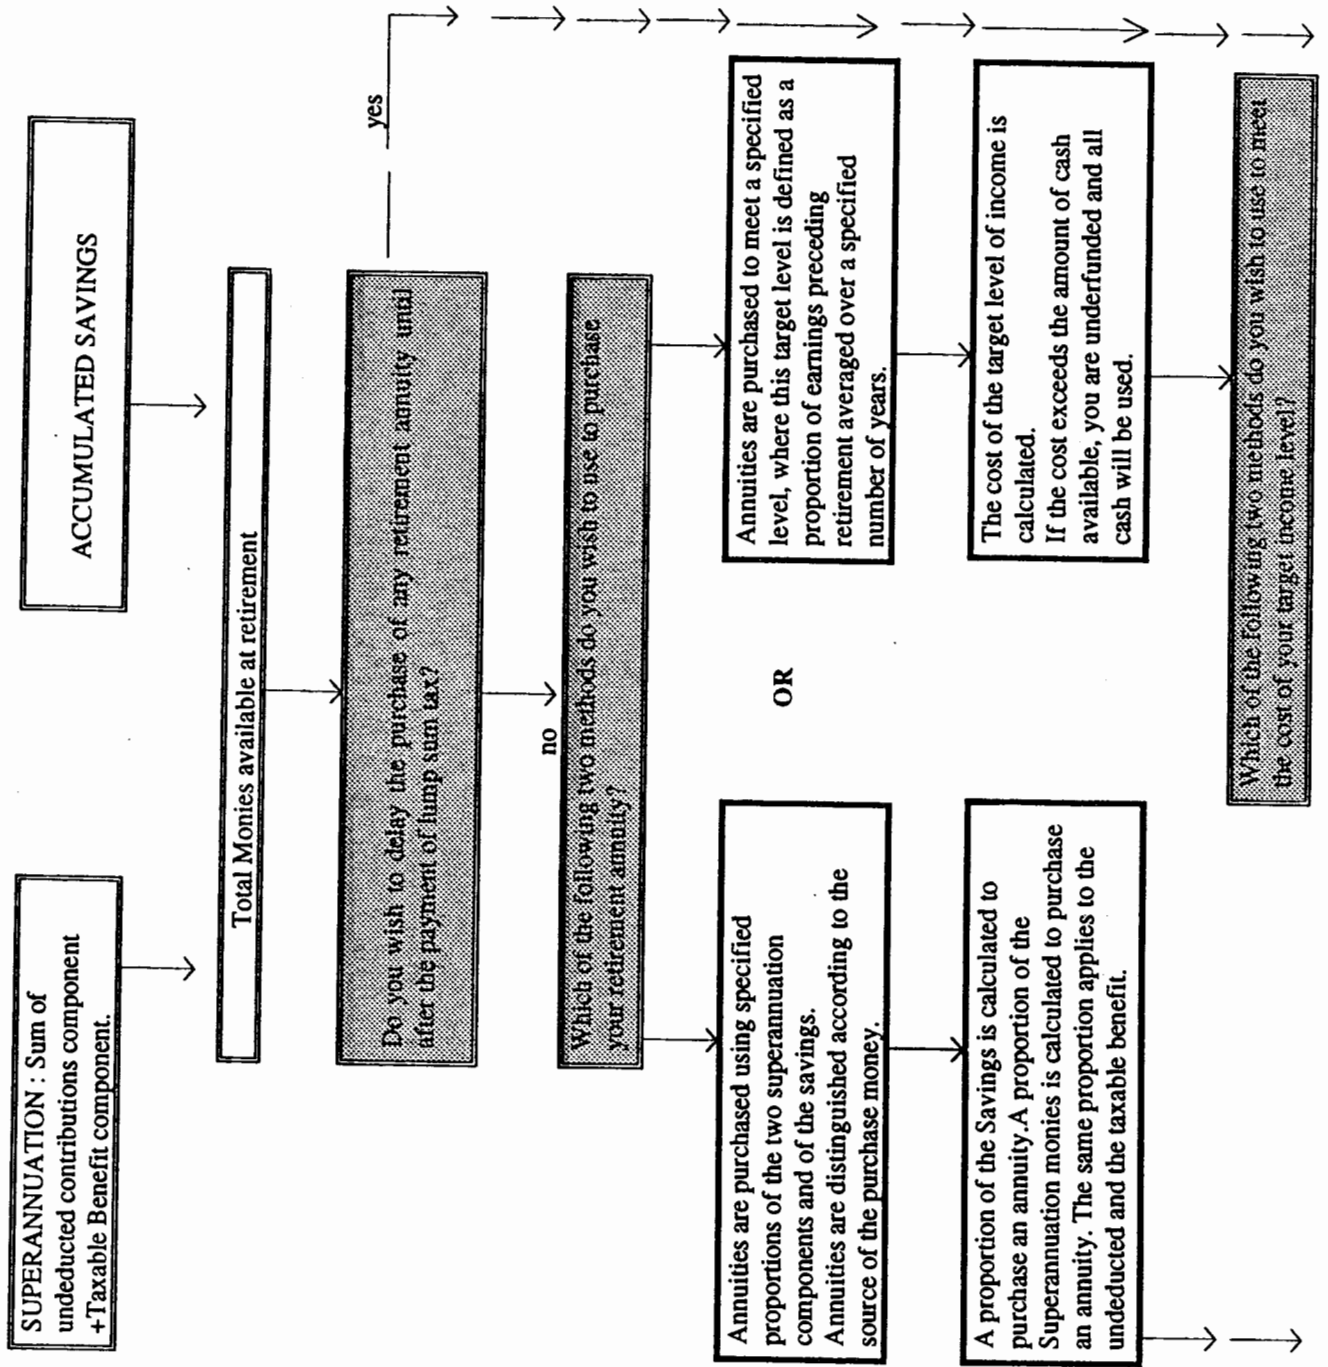 SUPERANNUATION : Sum of
undeducted contributions component
+Taxable Benefit component.
ACCUMULATED SAVINGS
Total Monies available at retirement
Do you wish to delay the purchase of any retirement annuity until
after the payment of lump sum tax?
yes
no
Which of the following two methods do you wish to use to purchase
your retirement annuity?
Annuities are purchased using specified
proportions of the two superannuation
components and of the savings.
Annuities are distinguished according to the
source of the purchase money.
OR
Annuities are purchased to meet a specified
level, where this target level is defined as a
proportion of earnings preceding
retirement averaged over a specified
number of years.
A proportion of the Savings is calculated to
purchase an annuity.A proportion of the
Superannuation monies is calculated to purchase
an annuity. The same proportion applies to the
undeducted and the taxable benefit.
The cost of the target level of income is
calculated.
If the cost exceeds the amount of cash
available, you are underfunded and all
cash will be used.
Which of the following two methods do you wish to use to meet
the cost of your target income level?